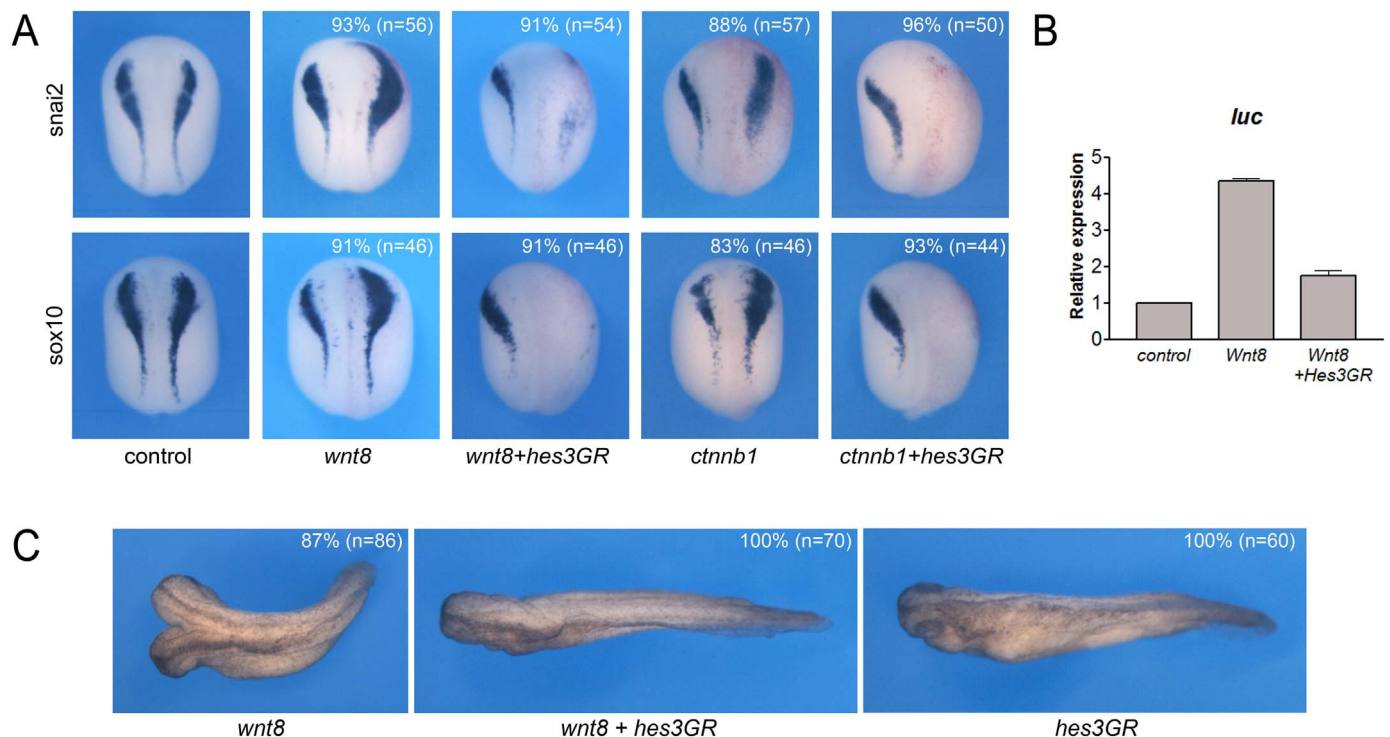 A
93% (n=56)
91% (n=54)
88% (n=57)
96% (n=50)
snai2
91% (n=46)
91% (n=46)
83% (n=46)
93% (n=44)
sox10
control
wnt8
wnt8+hes3GR
ctnnb1
ctnnb1+hes3GR
B
luc
Relative expression
5
4
3
2
1
0
control
Wnt8
Wnt8
+Hes3GR
C
87% (n=86)
100% (n=70)
100% (n=60)
wnt8
wnt8 + hes3GR
hes3GR